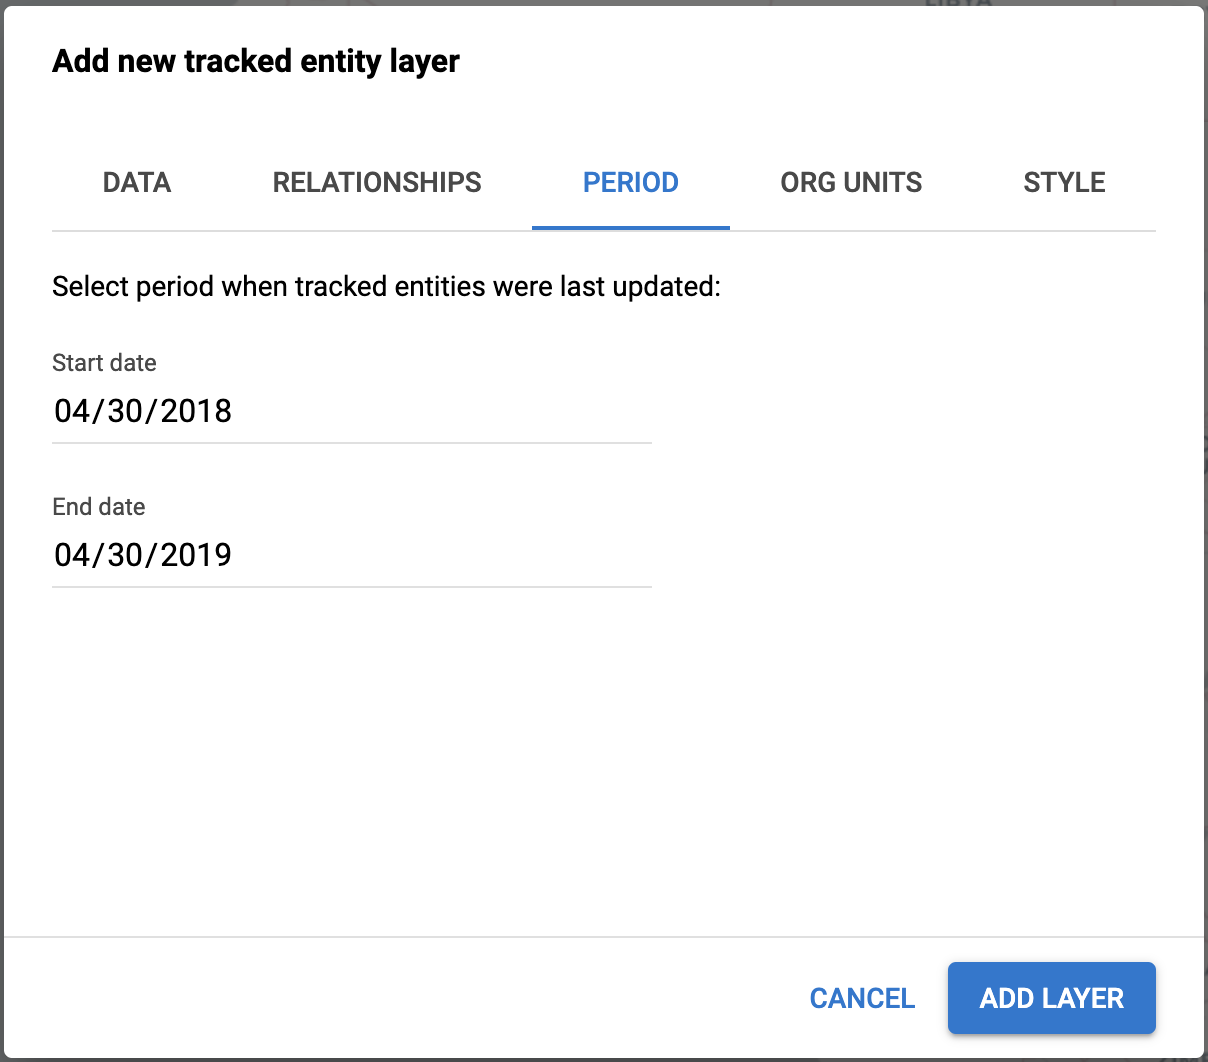 Add new tracked entity layer
DATA RELATIONSHIPS PERIOD ORG UNITS STYLE
Select period when tracked entities were last updated:
Start date
04/30/2018
End date
04/30/2019
CANCEL ADD LAYER